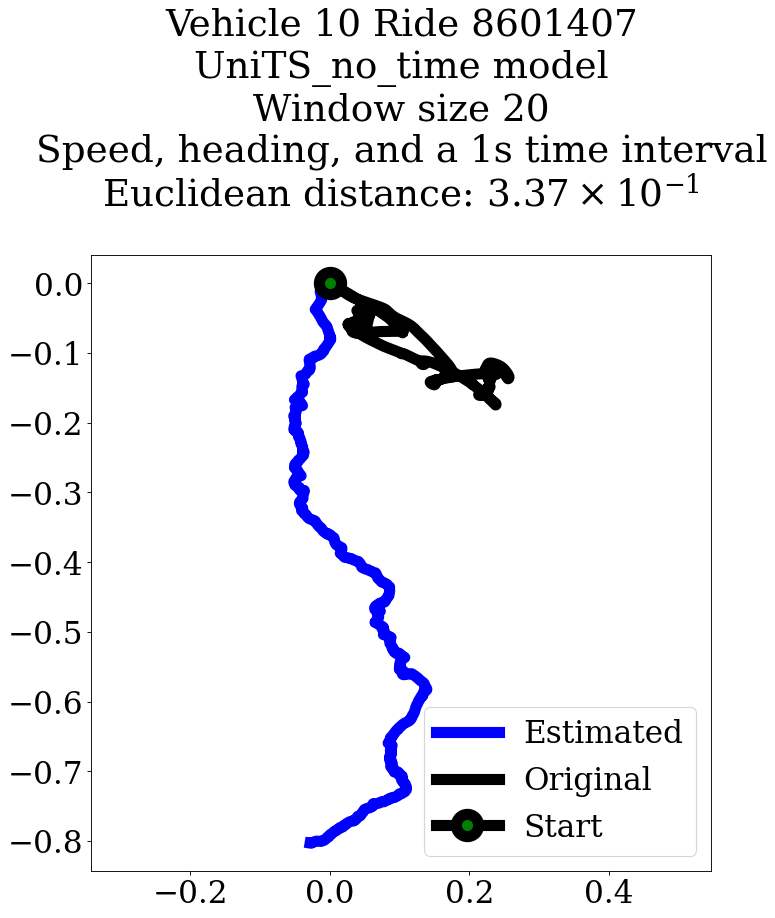 Vehicle 10 Ride 8601407
UniTS_no_time model
Window size 20
Speed, heading, and a 1s time interval
Euclidean distance: 3.37 × 10⁻¹
0.0
−0.1
−0.2
−0.3
−0.4
−0.5
−0.6
−0.7
−0.8
Estimated
Original
Start
−0.2 0.0 0.2 0.4